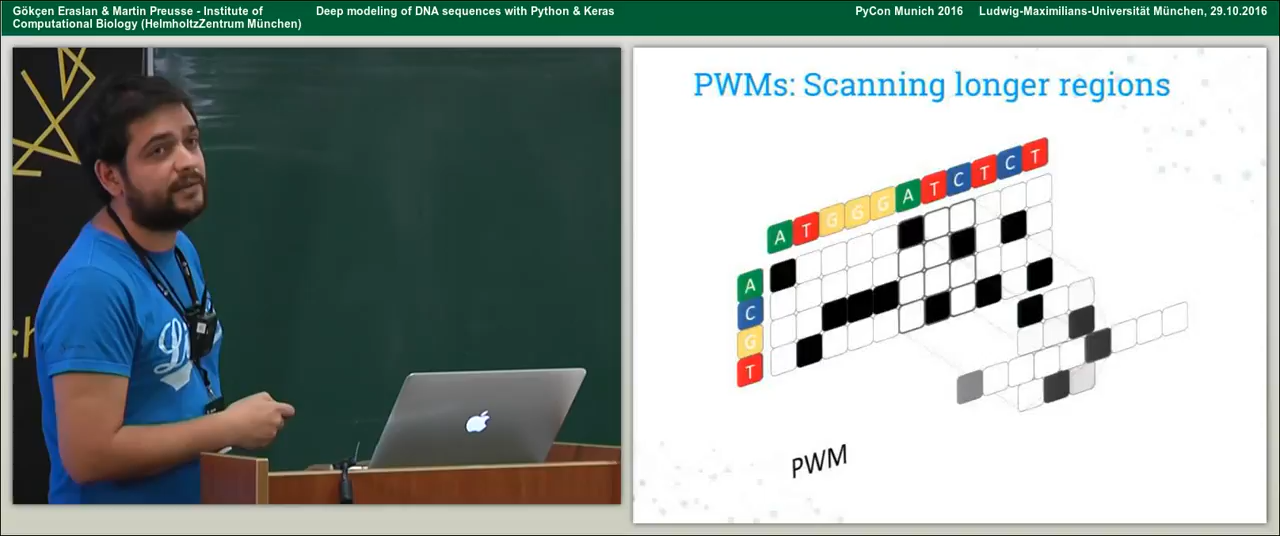 Gökçen Eraslan & Martin Preusse - Institute of
Computational Biology (HelmholtzZentrum München)
Deep modeling of DNA sequences with Python & Keras
PyCon Munich 2016
Ludwig-Maximilians-Universität München, 29.10.2016
PWMs: Scanning longer regions
A T G G G A T C T C T
A
C
G
T
PWM